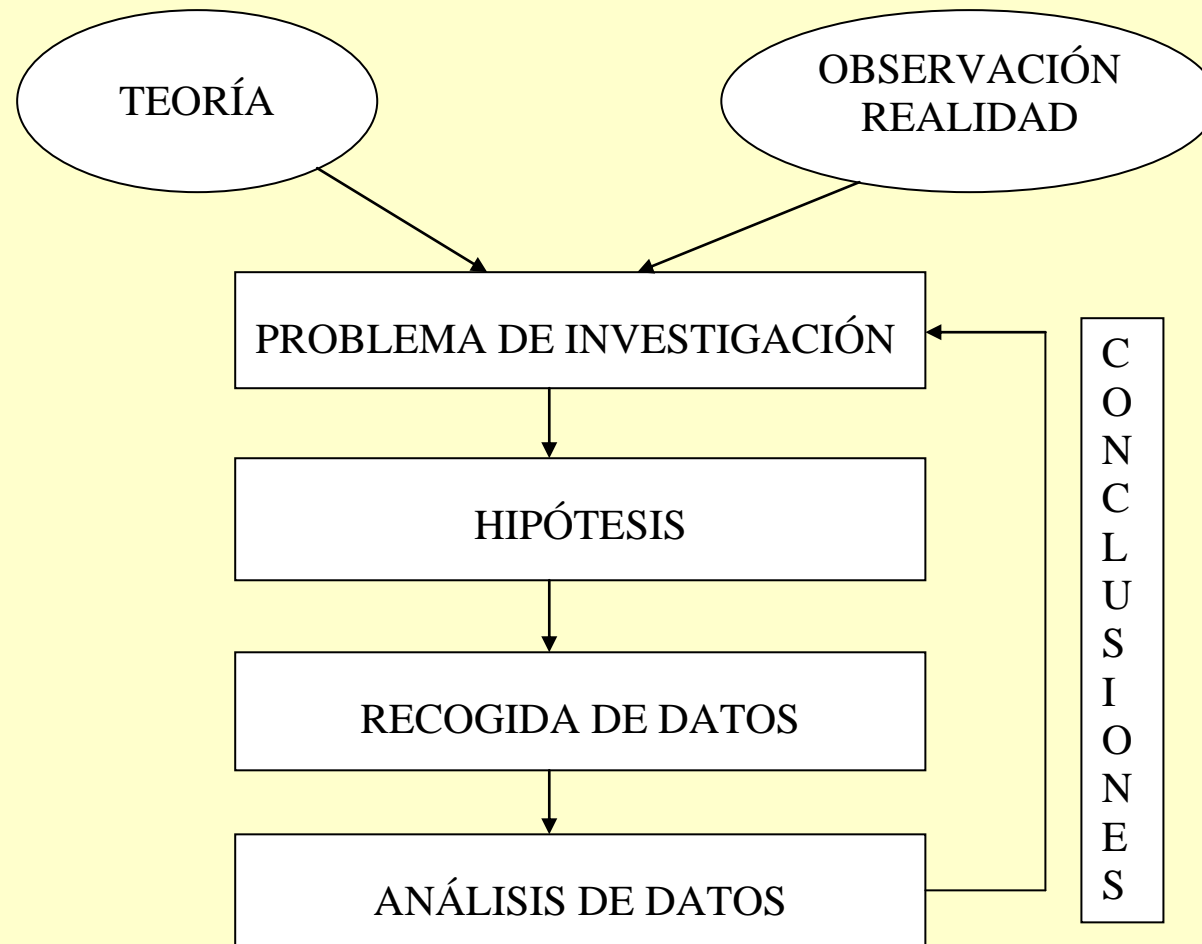 TEORÍA
OBSERVACIÓN
REALIDAD
PROBLEMA DE INVESTIGACIÓN
HIPÓTESIS
RECOGIDA DE DATOS
ANÁLISIS DE DATOS
C
O
N
C
L
U
S
I
O
N
E
S